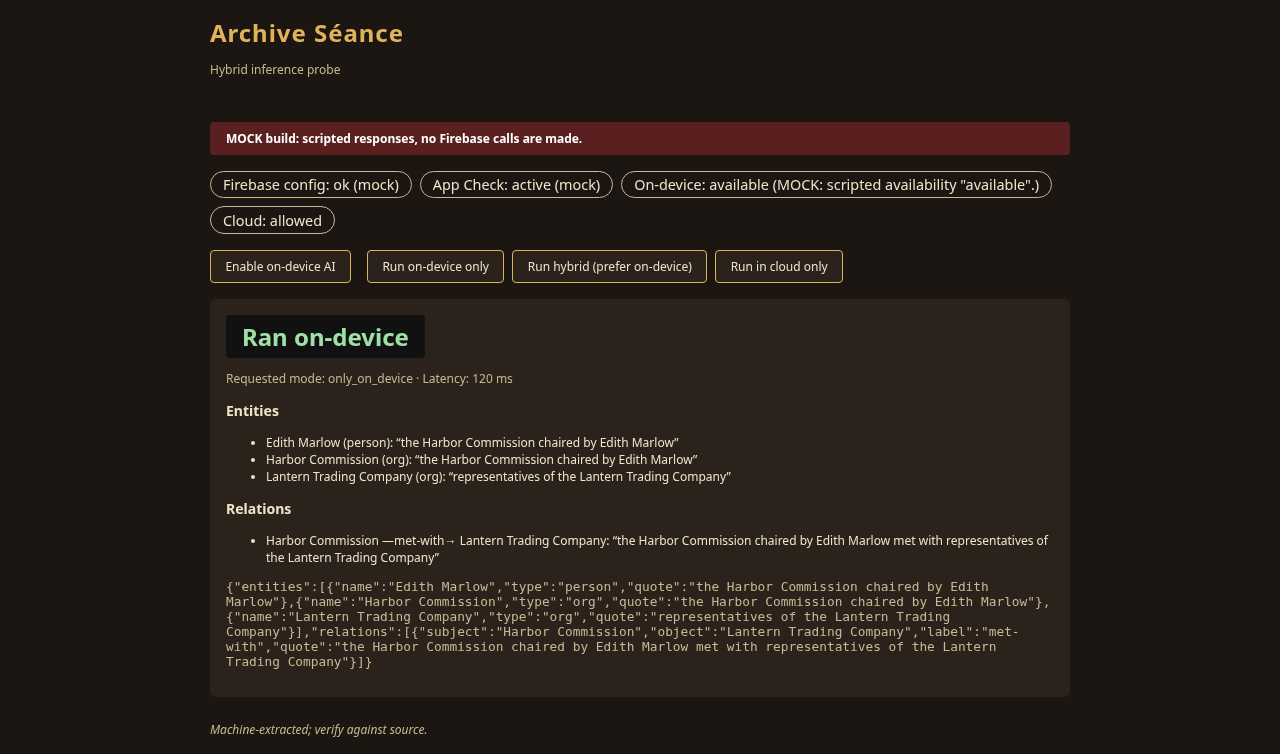 Archive Séance
Hybrid inference probe
MOCK build: scripted responses, no Firebase calls are made.
Firebase config: ok (mock)
App Check: active (mock)
On-device: available (MOCK: scripted availability "available".)
Cloud: allowed
Enable on-device AI
Run on-device only
Run hybrid (prefer on-device)
Run in cloud only
Ran on-device
Requested mode: only_on_device · Latency: 120 ms
Entities
• Edith Marlow (person): “the Harbor Commission chaired by Edith Marlow”
• Harbor Commission (org): “the Harbor Commission chaired by Edith Marlow”
• Lantern Trading Company (org): “representatives of the Lantern Trading Company”
Relations
• Harbor Commission —met-with→ Lantern Trading Company: “the Harbor Commission chaired by Edith Marlow met with representatives of
the Lantern Trading Company”
{"entities":[{"name":"Edith Marlow","type":"person","quote":"the Harbor Commission chaired by Edith
Marlow"},{"name":"Harbor Commission","type":"org","quote":"the Harbor Commission chaired by Edith Marlow"},
{"name":"Lantern Trading Company","type":"org","quote":"representatives of the Lantern Trading
Company"}],"relations":[{"subject":"Harbor Commission","object":"Lantern Trading Company","label":"met-
with","quote":"the Harbor Commission chaired by Edith Marlow met with representatives of the Lantern
Trading Company"}]}
Machine-extracted; verify against source.